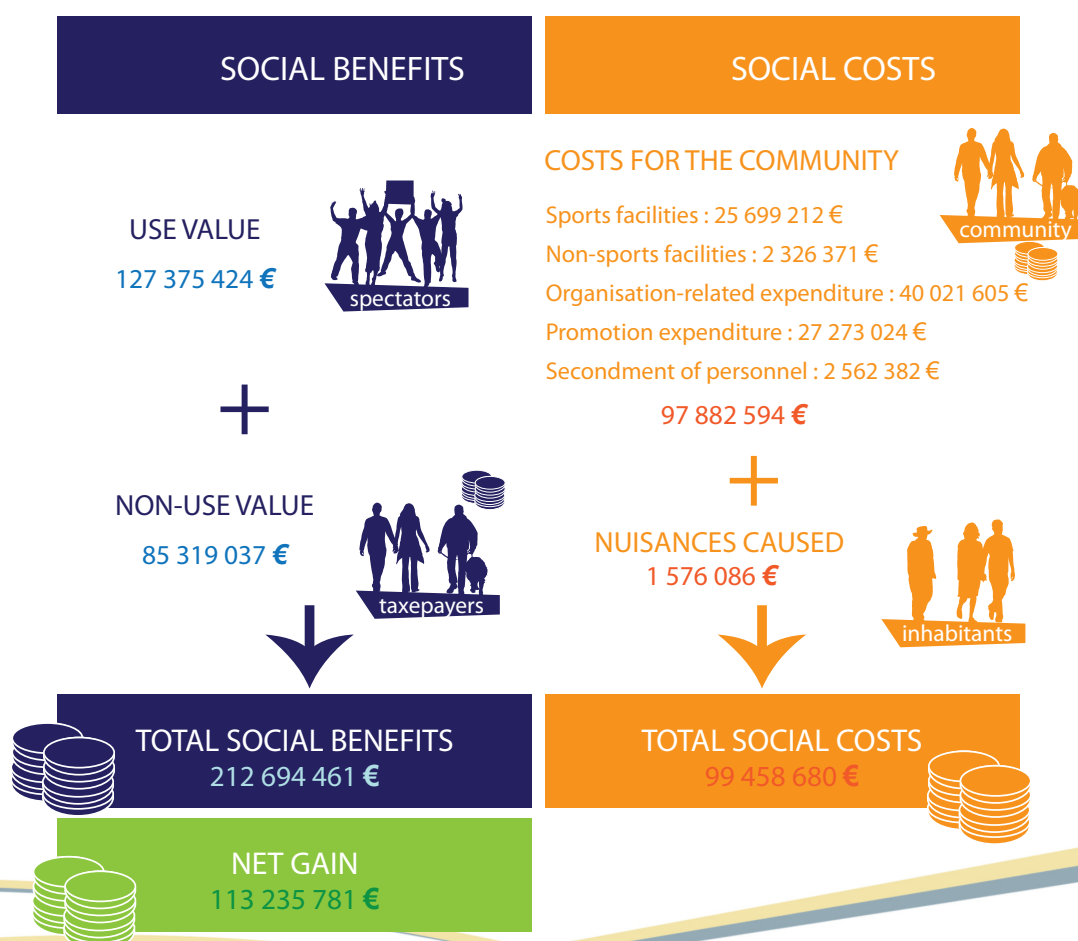 SOCIAL BENEFITS
USE VALUE
127 375 424 €
spectators
+
NON-USE VALUE
85 319 037 €
taxepayers
TOTAL SOCIAL BENEFITS
212 694 461 €
NET GAIN
113 235 781 €
SOCIAL COSTS
COSTS FOR THE COMMUNITY
community
Sports facilities : 25 699 212 €
Non-sports facilities : 2 326 371 €
Organisation-related expenditure : 40 021 605 €
Promotion expenditure : 27 273 024 €
Secondment of personnel : 2 562 382 €
97 882 594 €
+
NUISANCES CAUSED
1 576 086 €
inhabitants
TOTAL SOCIAL COSTS
99 458 680 €